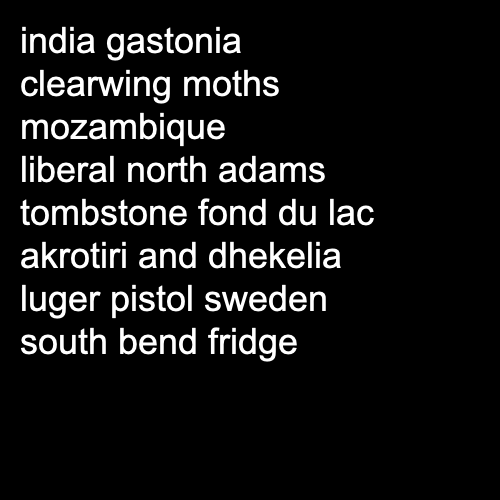 india gastonia
clearwing moths
mozambique
liberal north adams
tombstone fond du lac
akrotiri and dhekelia
luger pistol sweden
south bend fridge